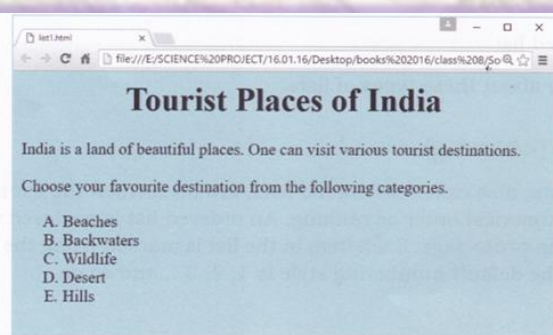 list1.html
file:///E:/SCIENCE%20PROJECT/16.01.16/Desktop/books%202016/class%208/So
Tourist Places of India
India is a land of beautiful places. One can visit various tourist destinations.
Choose your favourite destination from the following categories.
A. Beaches
B. Backwaters
C. Wildlife
D. Desert
E. Hills